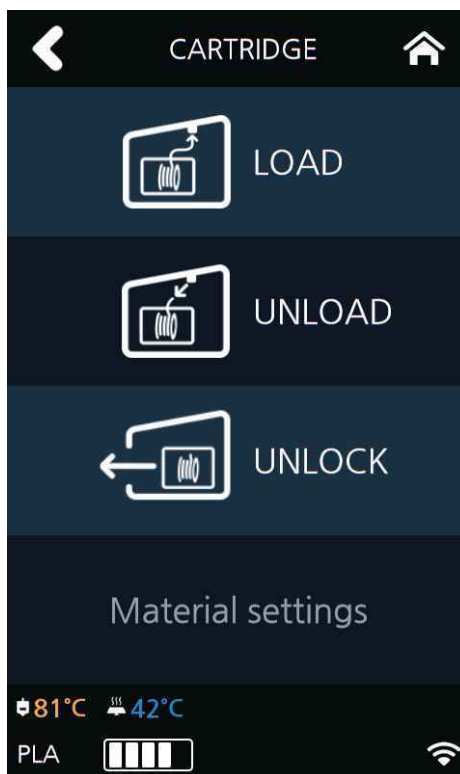 CARTRIDGE
LOAD
UNLOAD
UNLOCK
Material settings
81°C 42°C
PLA